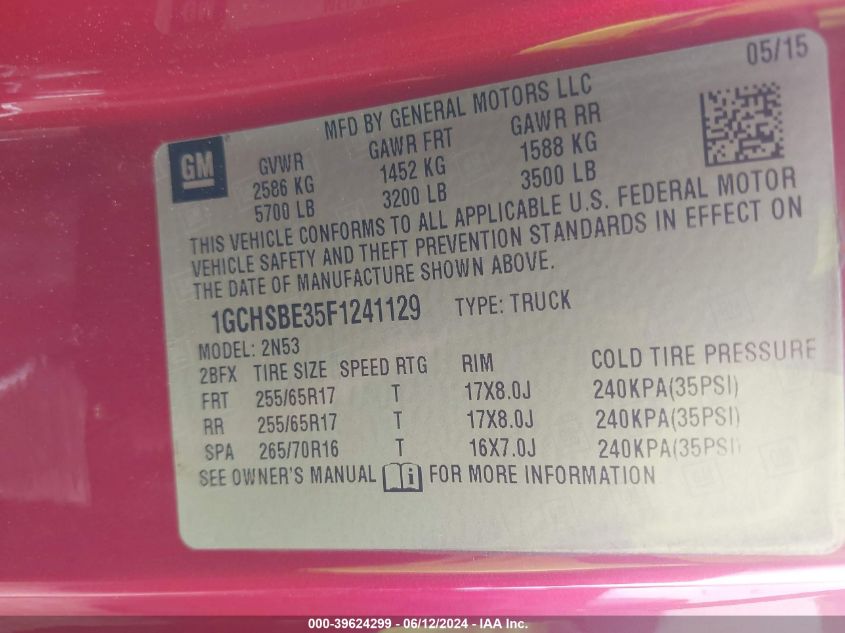 05/15
MFD BY GENERAL MOTORS LLC
GM
GVWR GAWR FRT GAWR RR
2586 KG 1452 KG 1588 KG
5700 LB 3200 LB 3500 LB
THIS VEHICLE CONFORMS TO ALL APPLICABLE U.S. FEDERAL MOTOR
VEHICLE SAFETY AND THEFT PREVENTION STANDARDS IN EFFECT ON
THE DATE OF MANUFACTURE SHOWN ABOVE.
1GCHSBE35F1241129 TYPE: TRUCK
MODEL: 2N53
2BFX TIRE SIZE SPEED RTG RIM COLD TIRE PRESSURE
FRT 255/65R17 T 17X8.0J 240KPA(35PSI)
RR 255/65R17 T 17X8.0J 240KPA(35PSI)
SPA 265/70R16 T 16X7.0J 240KPA(35PSI)
SEE OWNER'S MANUAL i FOR MORE INFORMATION
000-39624299 - 06/12/2024 - IAA Inc.